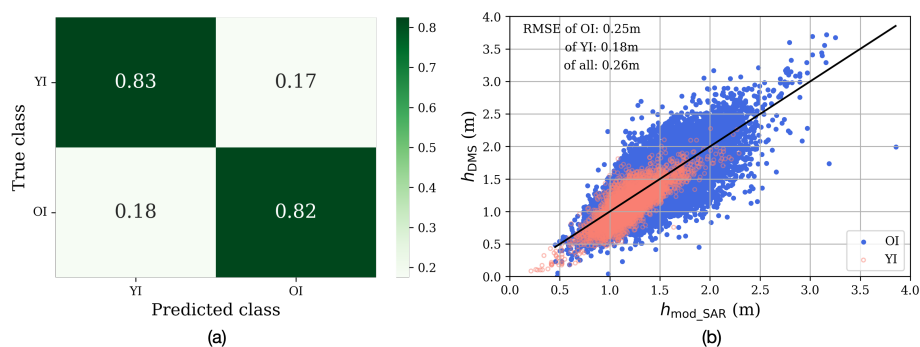 True class
YI
OI
0.83
0.17
0.18
0.82
YI
OI
Predicted class
0.8
0.7
0.6
0.5
0.4
0.3
0.2
(a)
h_DMS (m)
4.0
3.5
3.0
2.5
2.0
1.5
1.0
0.5
0.0
RMSE of OI: 0.25m
of YI: 0.18m
of all: 0.26m
OI
YI
0.0 0.5 1.0 1.5 2.0 2.5 3.0 3.5 4.0
h_mod_SAR (m)
(b)